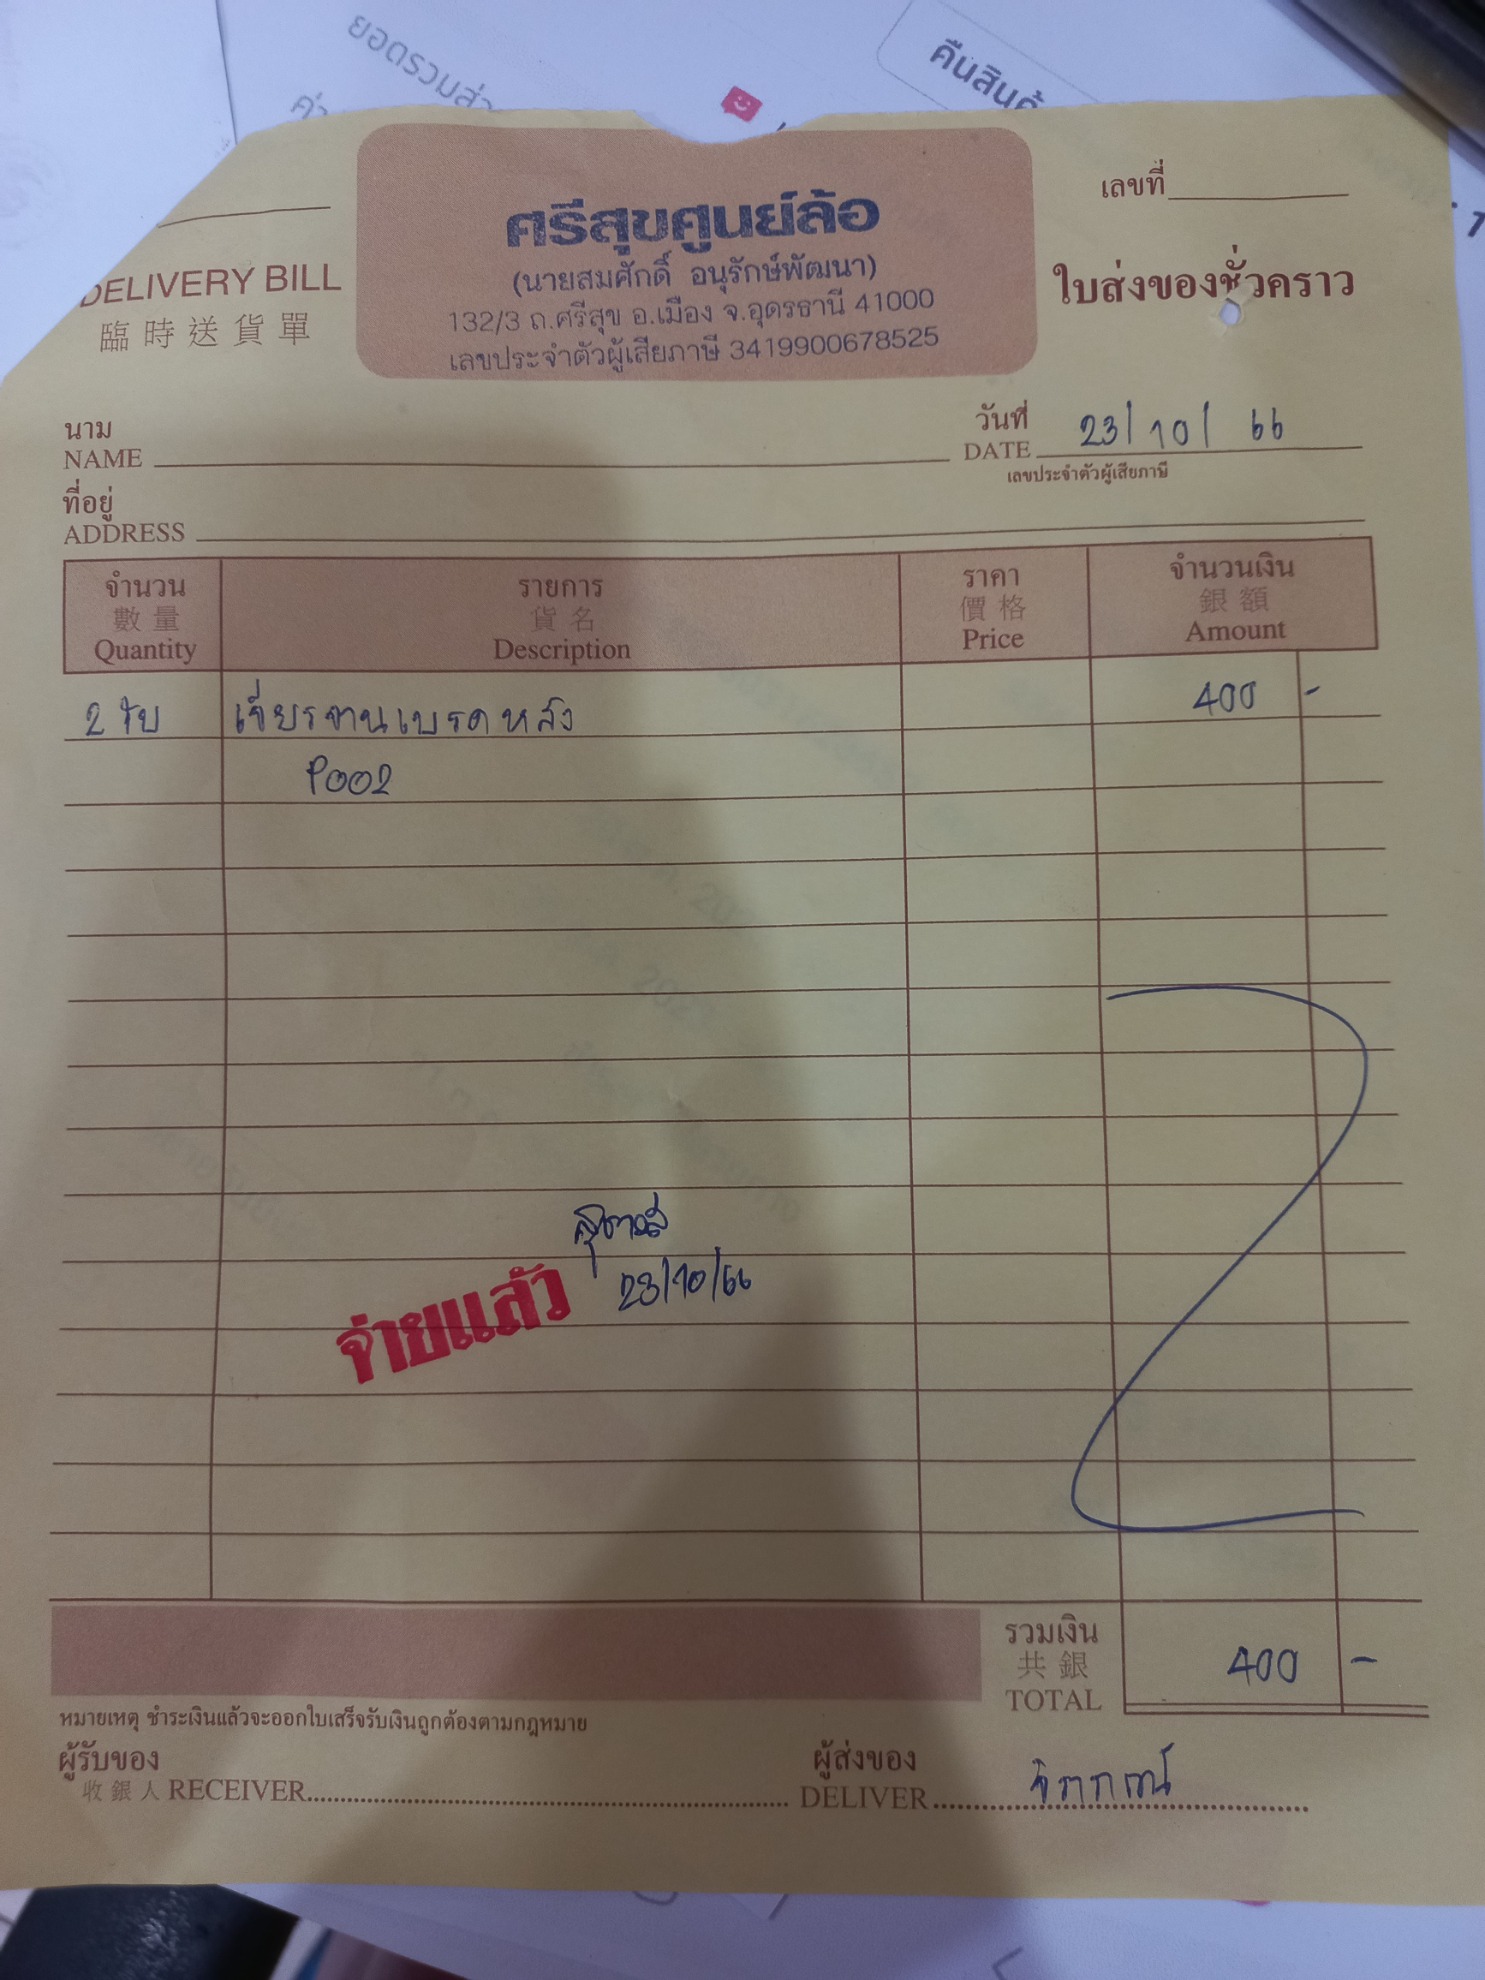 ยอดรวมส่ว
คืนสินค้
ค่
ศรีสุขศูนย์ล้อ
(นายสมศักดิ์ อนุรักษ์พัฒนา)
132/3 ถ.ศรีสุข อ.เมือง จ.อุดรธานี 41000
เลขประจำตัวผู้เสียภาษี 3419900678525
DELIVERY BILL
臨時送貨單
เลขที่
ใบส่งของชั่วคราว
นาม
NAME
วันที่
DATE 23/10/66
เลขประจำตัวผู้เสียภาษี
ที่อยู่
ADDRESS
จำนวน รายการ ราคา จำนวนเงิน
數量 貨名 價格 銀額
Quantity Description Price Amount
2 ใบ เจียรจานเบรคหลัง 400 -
P002
23/10/66
จ่ายแล้ว
รวมเงิน
共銀
TOTAL 400 -
หมายเหตุ ชำระเงินแล้วจะออกใบเสร็จรับเงินถูกต้องตามกฎหมาย
ผู้รับของ ผู้ส่งของ
收銀人 RECEIVER DELIVER